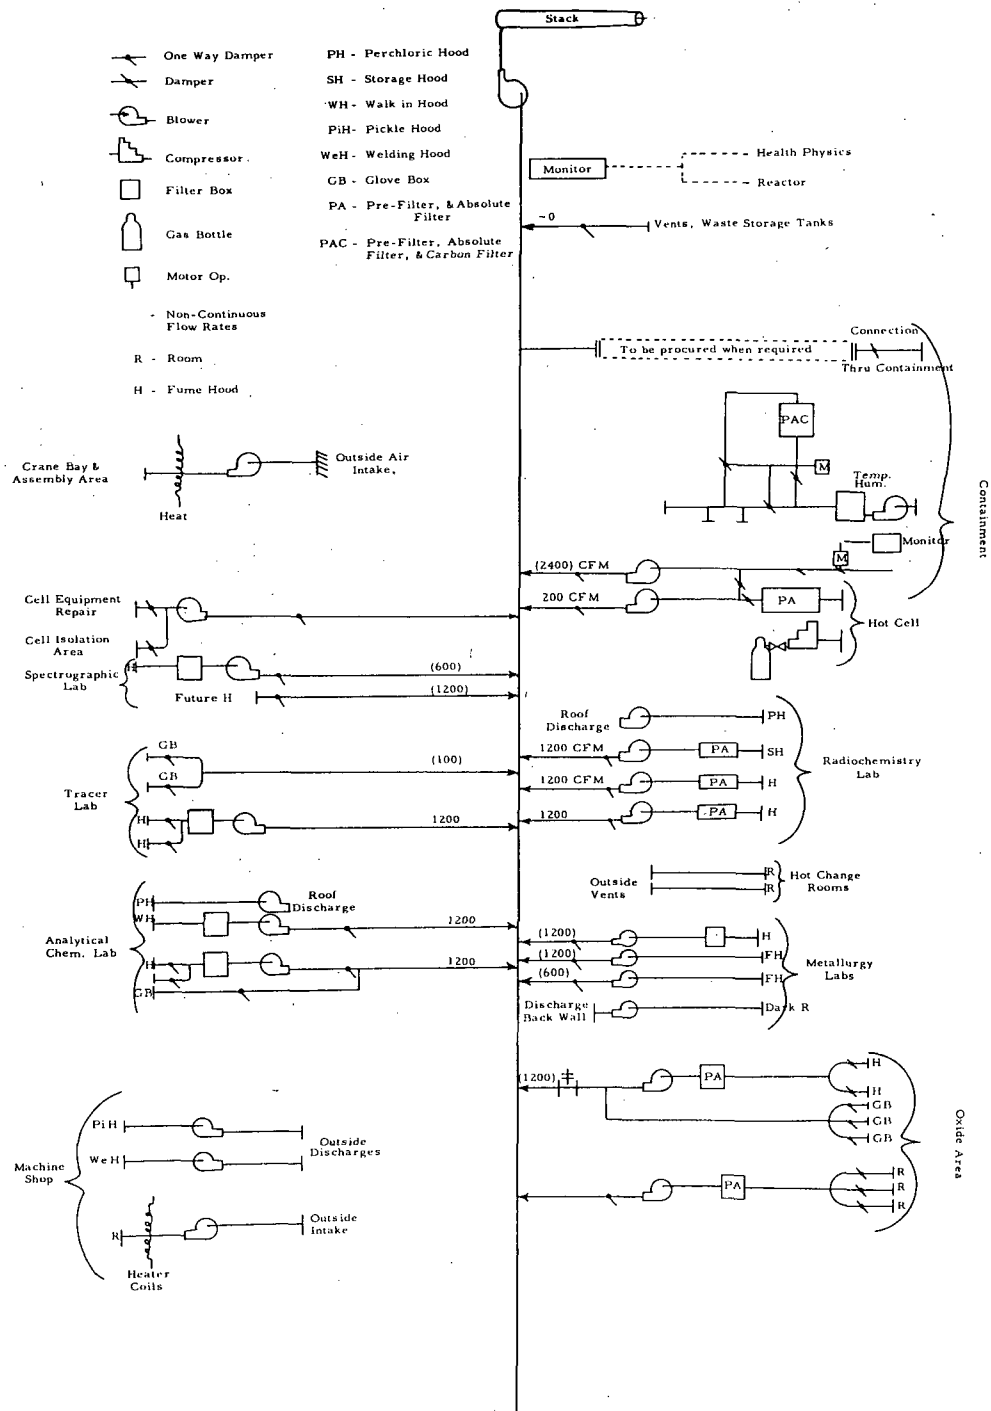 Stack
One Way Damper
Damper
Blower
Compressor.
Filter Box
Gas Bottle
Motor Op.
- Non-Continuous
Flow Rates
R - Room
H - Fume Hood
PH - Perchloric Hood
SH - Storage Hood
WH - Walk in Hood
PiH- Pickle Hood
WeH - Welding Hood
GB - Glove Box
PA - Pre-Filter, & Absolute
Filter
PAC - Pre-Filter, Absolute
Filter, & Carbon Filter
Monitor
Health Physics
Reactor
~0
Vents, Waste Storage Tanks
To be procured when required
Connection
Thru Containment
PAC
M
Temp.
Hum.
Containment
Monitor
M
(2400) CFM
200 CFM
PA
Hot Cell
Crane Bay &
Assembly Area
Heat
Outside Air
Intake,
Cell Equipment
Repair
Cell Isolation
Area
Spectrographic
Lab
H
(600)
Future H
(1200)
Roof
Discharge
PH
1200 CFM
PA
SH
1200 CFM
PA
H
1200
PA
H
Radiochemistry
Lab
Tracer
Lab
GB
GB
(100)
H
H
1200
Outside
Vents
R
R
Hot Change
Rooms
Analytical
Chem. Lab
PH
Roof
Discharge
WH
1200
H
1200
GB
(1200)
H
(1200)
FH
(600)
FH
Discharge
Back Wall
Dark R
Metallurgy
Labs
(1200)
PA
H
H
GB
GB
GB
PA
R
R
R
Oxide Area
Machine
Shop
PiH
WeH
Outside
Discharges
R
Heater
Coils
Outside
Intake